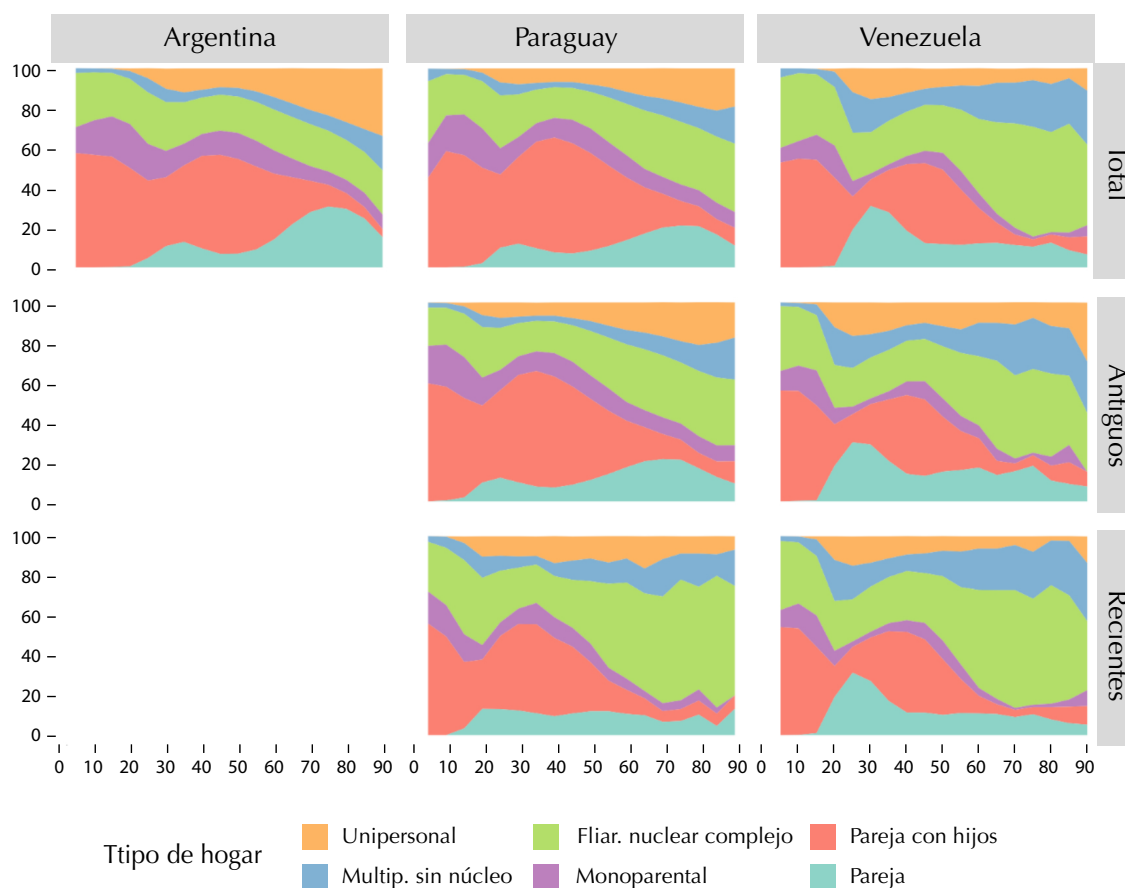 Argentina Paraguay Venezuela
100
80
60
40
20
0
Total
100
80
60
40
20
0
Antiguos
100
80
60
40
20
0
Recientes
0 10 20 30 40 50 60 70 80 90 0 10 20 30 40 50 60 70 80 90 0 10 20 30 40 50 60 70 80 90
Ttipo de hogar
Unipersonal Fliar. nuclear complejo Pareja con hijos
Multip. sin núcleo Monoparental Pareja